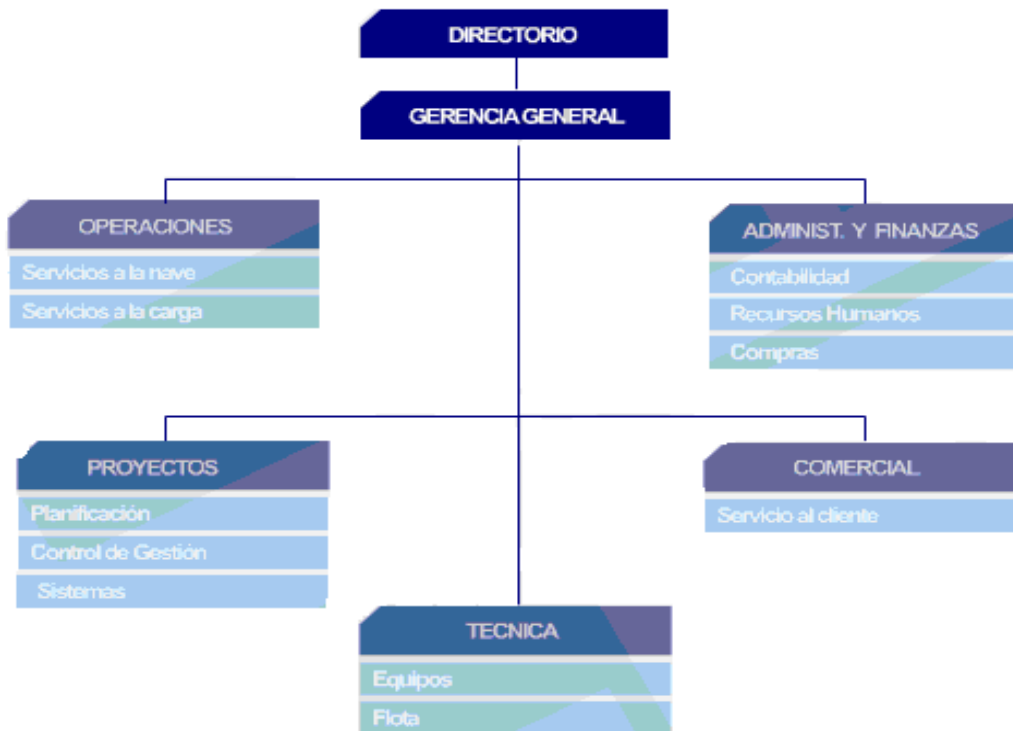 DIRECTORIO
GERENCIA GENERAL
OPERACIONES
Servicios a la nave
Servicios a la carga
ADMINIST. Y FINANZAS
Contabilidad
Recursos Humanos
Compras
PROYECTOS
Planificación
Control de Gestión
Sistemas
COMERCIAL
Servicio al cliente
TECNICA
Equipos
Flota